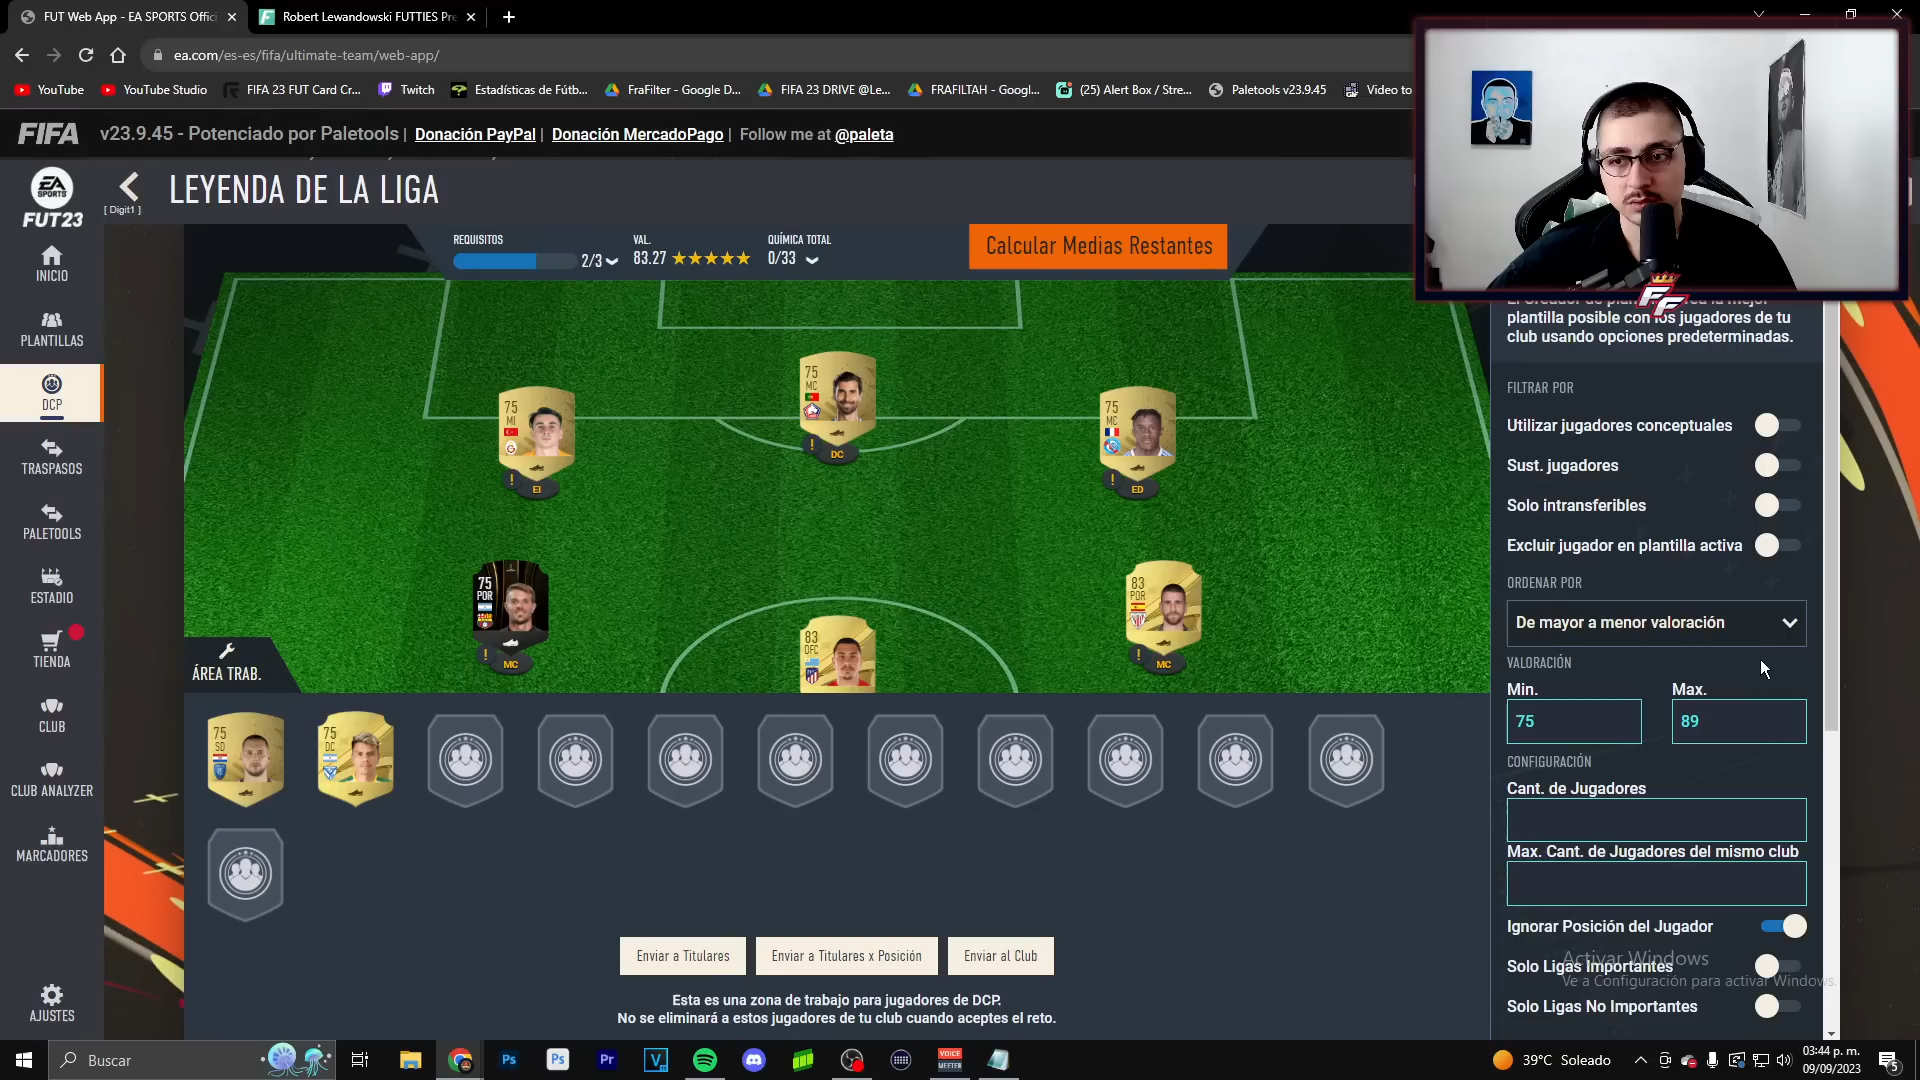 FUT Web App - EA SPORTS Offici
Robert Lewandowski FUTTIES Pre
ea.com/es-es/fifa/ultimate-team/web-app/
YouTube
YouTube Studio
FIFA 23 FUT Card Cr...
Twitch
Estadísticas de Fútb...
FraFilter - Google D...
FIFA 23 DRIVE @Le...
FRAFILTAH - Googl...
(25) Alert Box / Stre...
Paletools v23.9.45
Video to
FIFA
v23.9.45 - Potenciado por Paletools |
Donación PayPal |
Donación MercadoPago |
Follow me at @paleta
EA SPORTS
FUT23
[ Digit1 ]
LEYENDA DE LA LIGA
REQUISITOS
2/3
VAL.
83.27
QUÍMICA TOTAL
0/33
Calcular Medias Restantes
INICIO
PLANTILLAS
DCP
TRASPASOS
PALETOOLS
ESTADIO
TIENDA
CLUB
CLUB ANALYZER
MARCADORES
AJUSTES
75
MC
!
DC
75
MI
!
EI
75
MC
!
ED
75
POR
!
MC
83
POR
!
MC
83
DFC
ÁREA TRAB.
75
SD
75
DC
Enviar a Titulares
Enviar a Titulares x Posición
Enviar al Club
Esta es una zona de trabajo para jugadores de DCP.
No se eliminará a estos jugadores de tu club cuando aceptes el reto.
FF
plantilla posible con los jugadores de tu
club usando opciones predeterminadas.
FILTRAR POR
Utilizar jugadores conceptuales
Sust. jugadores
Solo intransferibles
Excluir jugador en plantilla activa
ORDENAR POR
De mayor a menor valoración
VALORACIÓN
Min.
Max.
75
89
CONFIGURACIÓN
Cant. de Jugadores
Max. Cant. de Jugadores del mismo club
Ignorar Posición del Jugador
Solo Ligas Importantes
Solo Ligas No Importantes
Activar Windows
Ve a Configuración para activar Windows.
Buscar
Ps
Ps
Pr
V
VOICE
MEETER
39°C Soleado
03:44 p. m.
09/09/2023
5